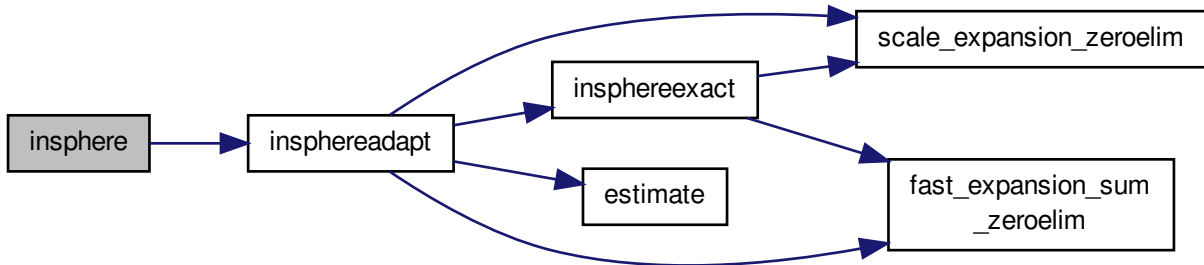 insphere
insphereadapt
insphereexact
estimate
scale_expansion_zeroelim
fast_expansion_sum
_zeroelim